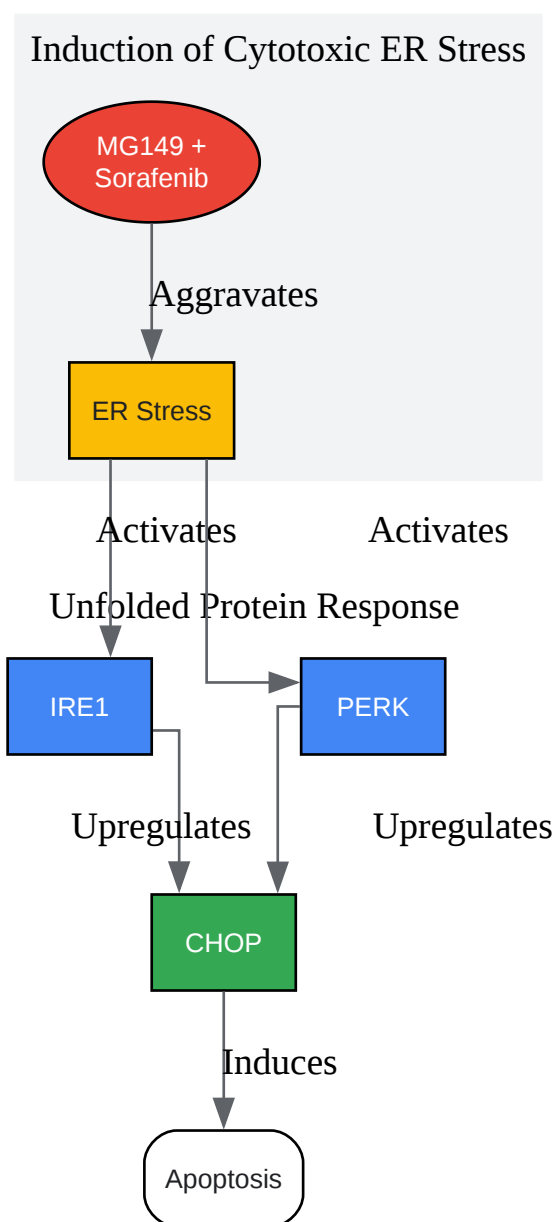 Induction of Cytotoxic ER Stress
MG149 +
Sorafenib
Aggravates
ER Stress
Activates
Activates
Unfolded Protein Response
IRE1
PERK
Upregulates
Upregulates
CHOP
Induces
Apoptosis